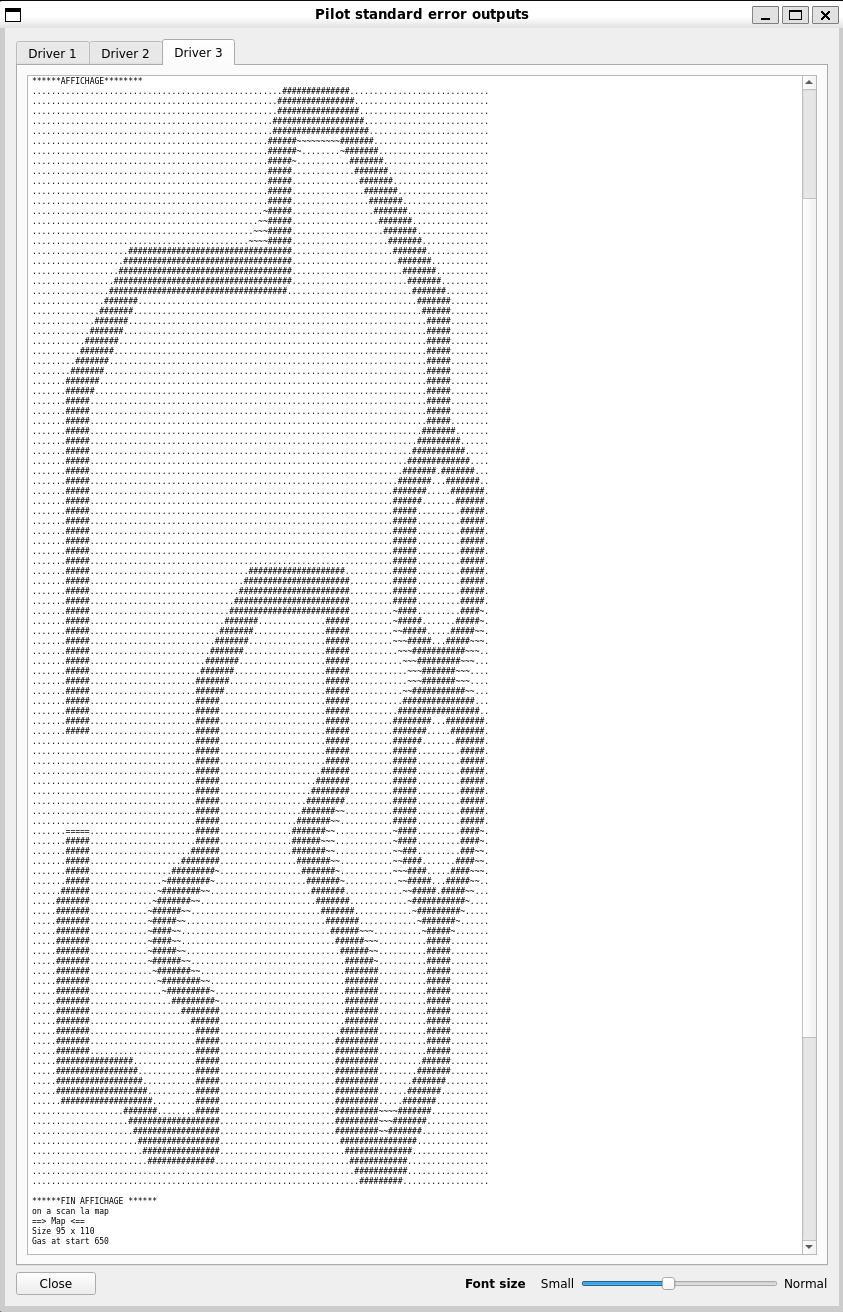 Pilot standard error outputs
Driver 1
Driver 2
Driver 3
******AFFICHAGE********
******FIN AFFICHAGE ******
on a scan la map
==> Map <==
Size 95 x 110
Gas at start 650
Close
Font size
Small
Normal